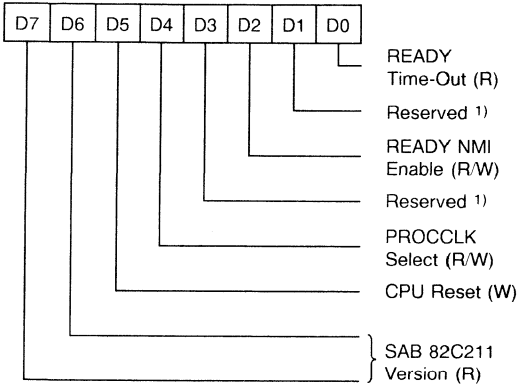 D7 D6 D5 D4 D3 D2 D1 D0
READY
Time-Out (R)
Reserved 1)
READY NMI
Enable (R/W)
Reserved 1)
PROCCLK
Select (R/W)
CPU Reset (W)
SAB 82C211
Version (R)